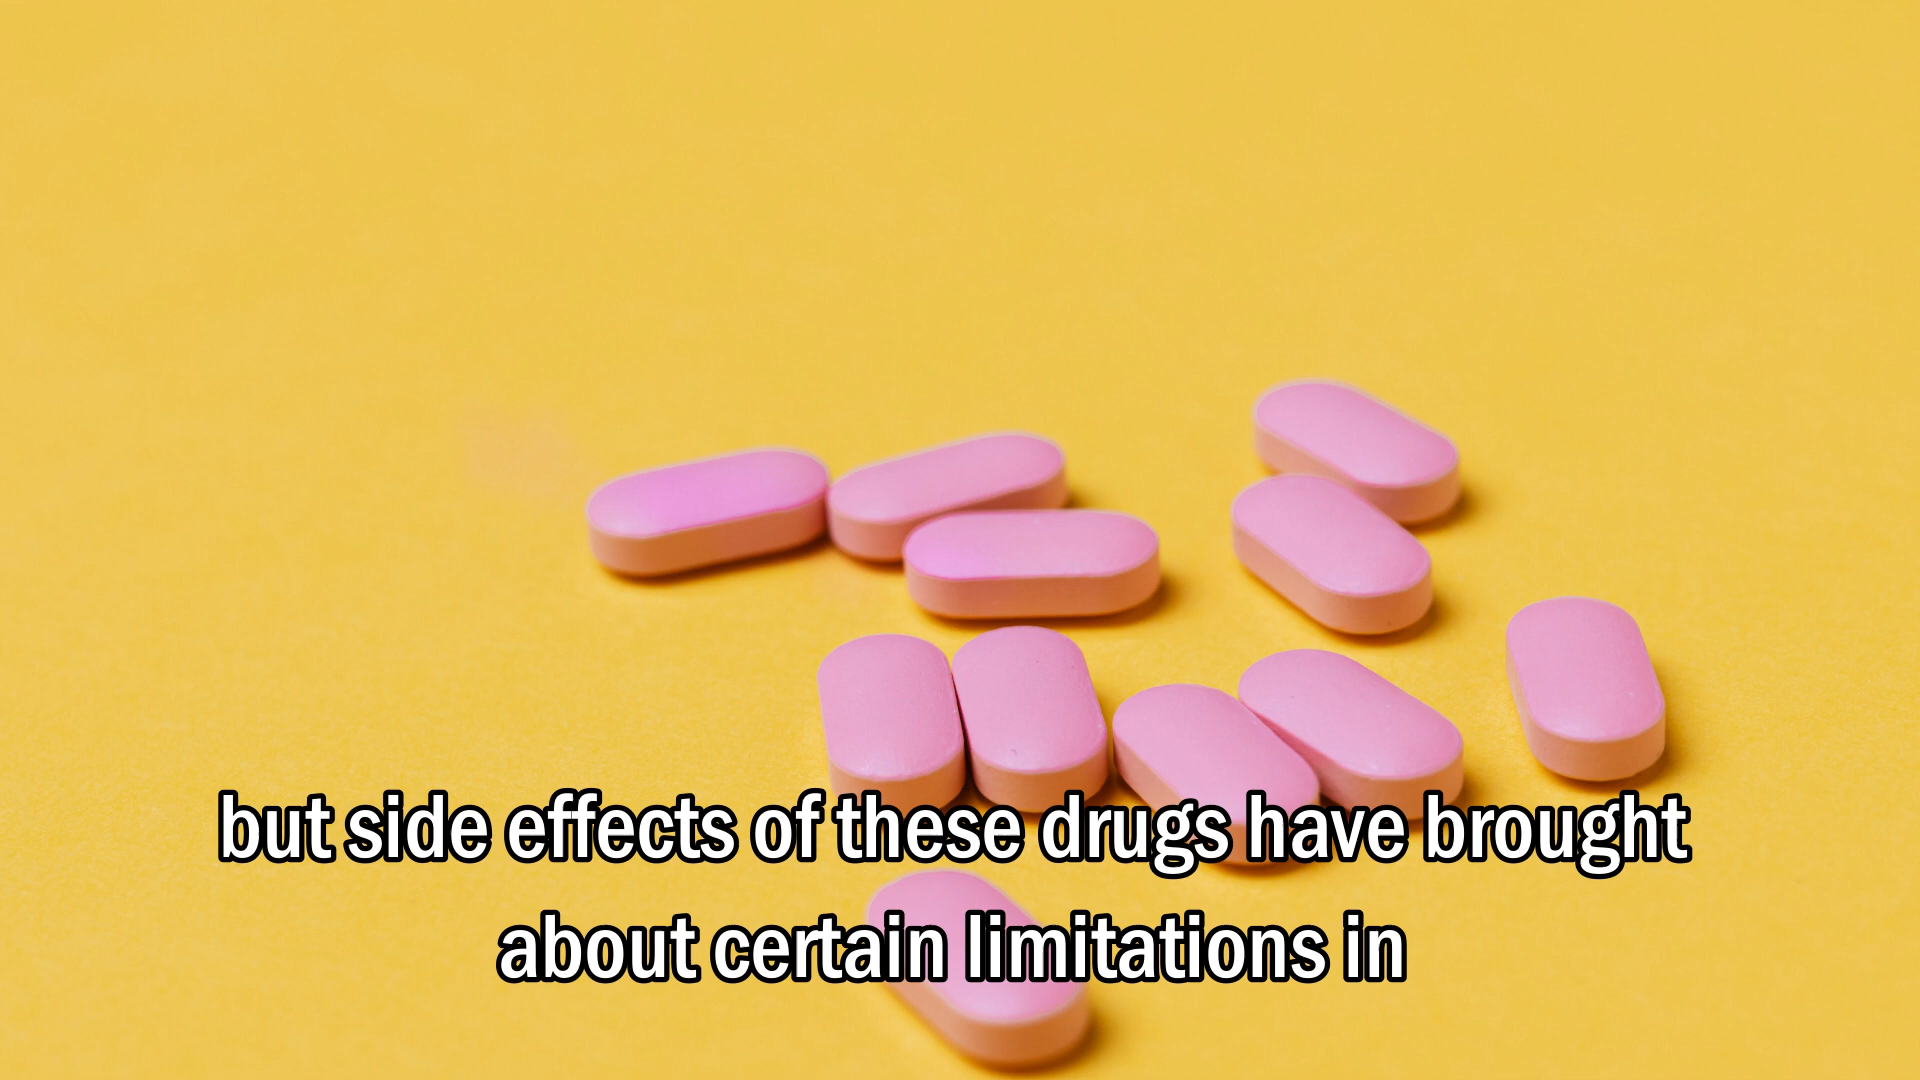 but side effects of these drugs have brought
about certain limitations in